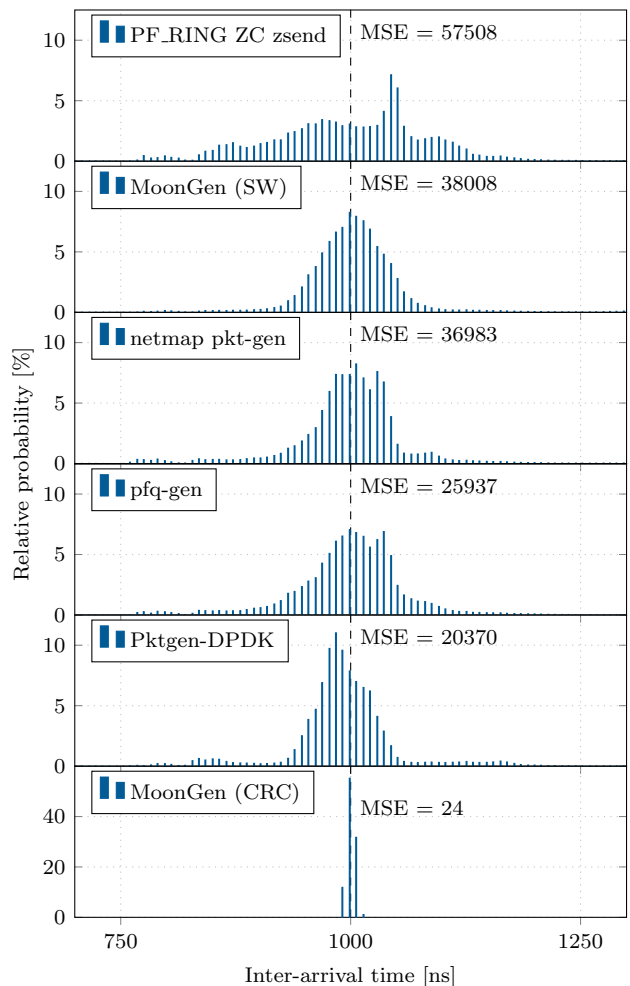 10
5
0
PF_RING ZC zsend
MSE = 57508
10
5
0
MoonGen (SW)
MSE = 38008
10
5
0
netmap pkt-gen
MSE = 36983
10
5
0
pfq-gen
MSE = 25937
10
5
0
Pktgen-DPDK
MSE = 20370
40
20
0
MoonGen (CRC)
MSE = 24
750 1000 1250
Inter-arrival time [ns]
Relative probability [%]